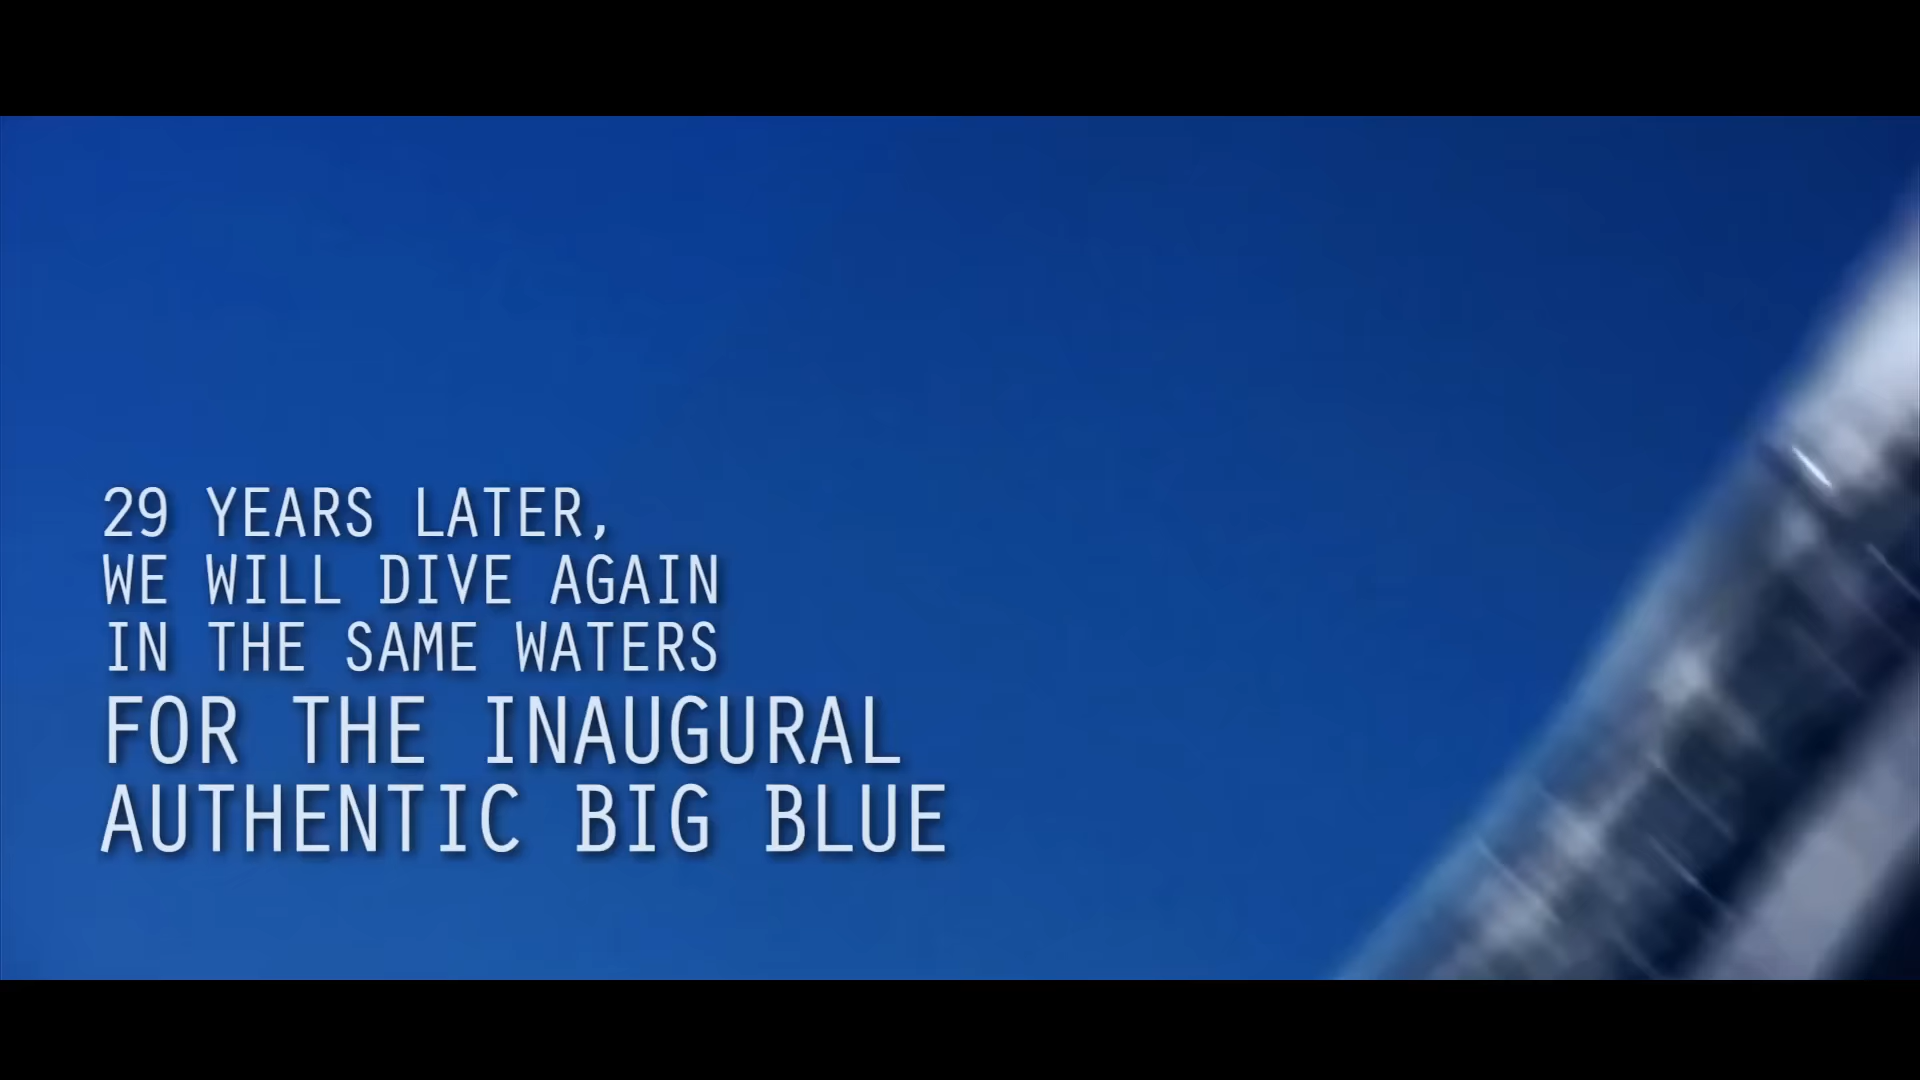 29 YEARS LATER,
WE WILL DIVE AGAIN
IN THE SAME WATERS
FOR THE INAUGURAL
AUTHENTIC BIG BLUE